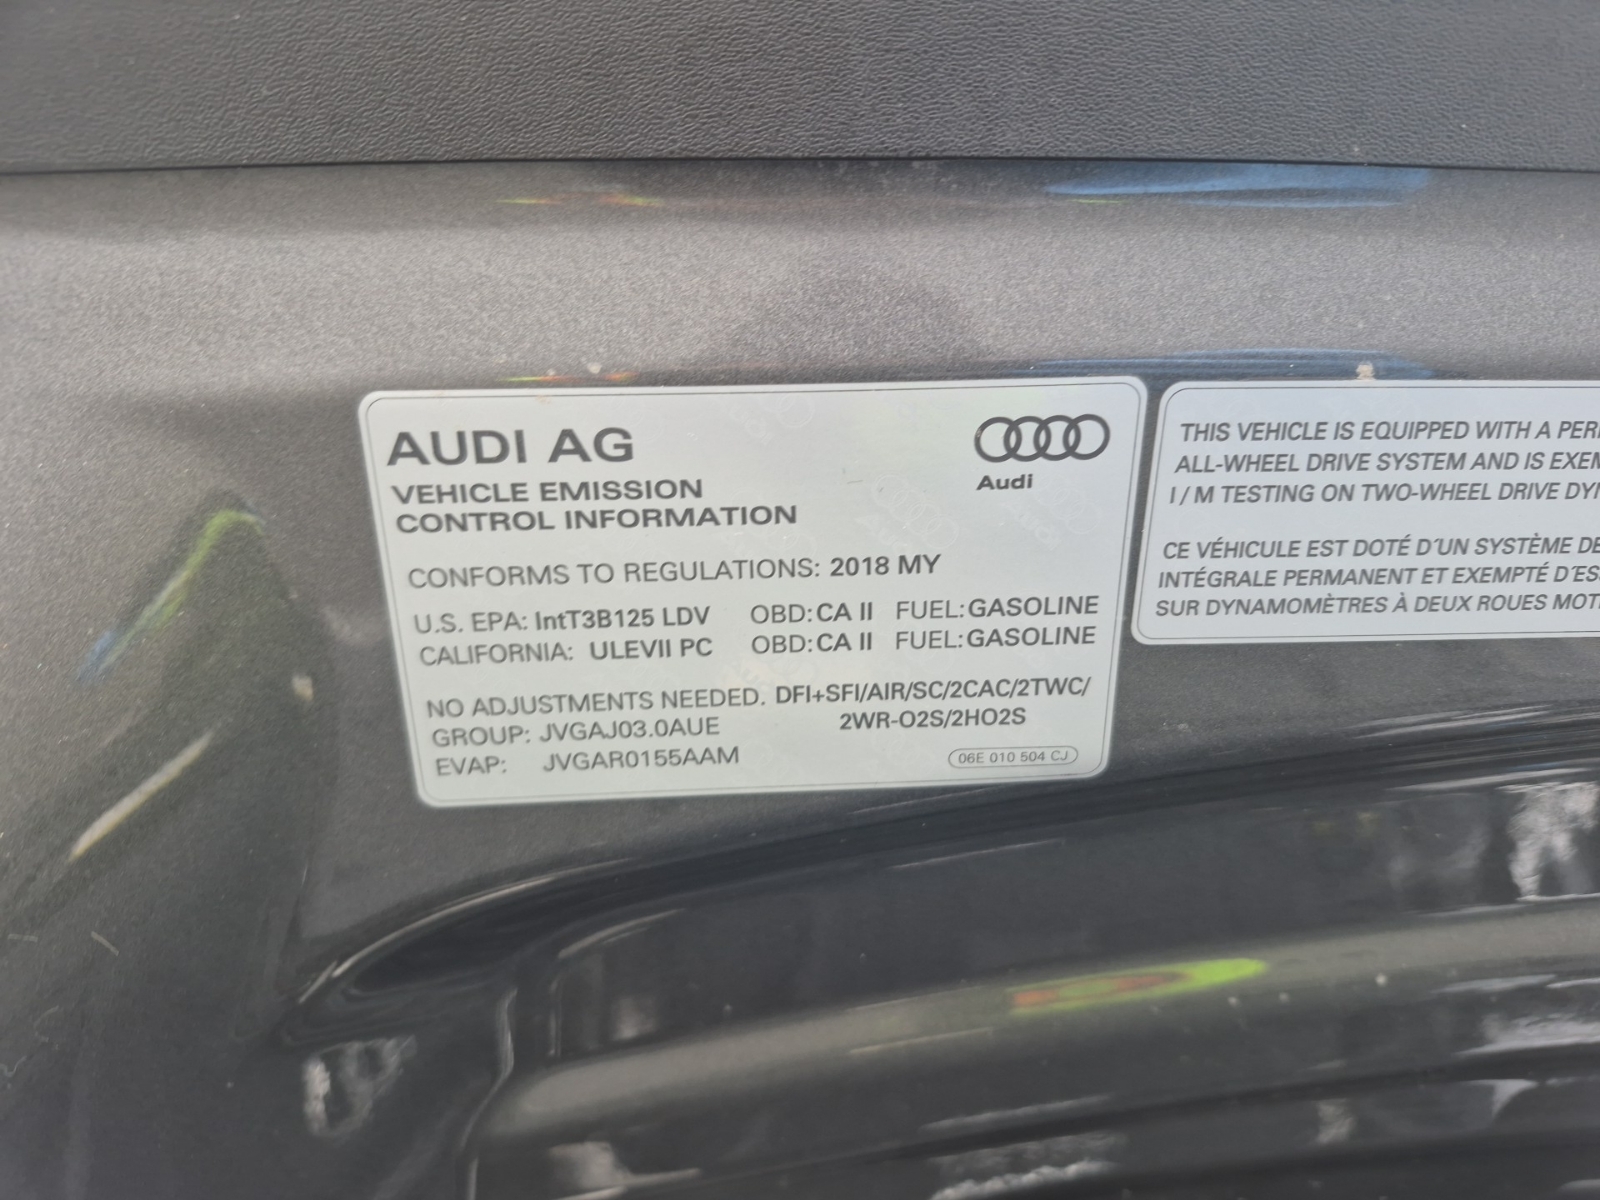 AUDI AG
Audi
VEHICLE EMISSION
CONTROL INFORMATION
CONFORMS TO REGULATIONS: 2018 MY
U.S. EPA: IntT3B125 LDV OBD: CA II FUEL: GASOLINE
CALIFORNIA: ULEVII PC OBD: CA II FUEL: GASOLINE
NO ADJUSTMENTS NEEDED. DFI+SFI/AIR/SC/2CAC/2TWC/
GROUP: JVGAJ03.0AUE 2WR-O2S/2HO2S
EVAP: JVGAR0155AAM
06E 010 504 CJ
THIS VEHICLE IS EQUIPPED WITH A
ALL-WHEEL DRIVE SYSTEM AND IS
I / M TESTING ON TWO-WHEEL DRIVE
CE VÉHICULE EST DOTÉ D'UN SYSTÈME DE
INTÉGRALE PERMANENT ET EXEMPTÉ
SUR DYNAMOMÈTRES À DEUX ROUES